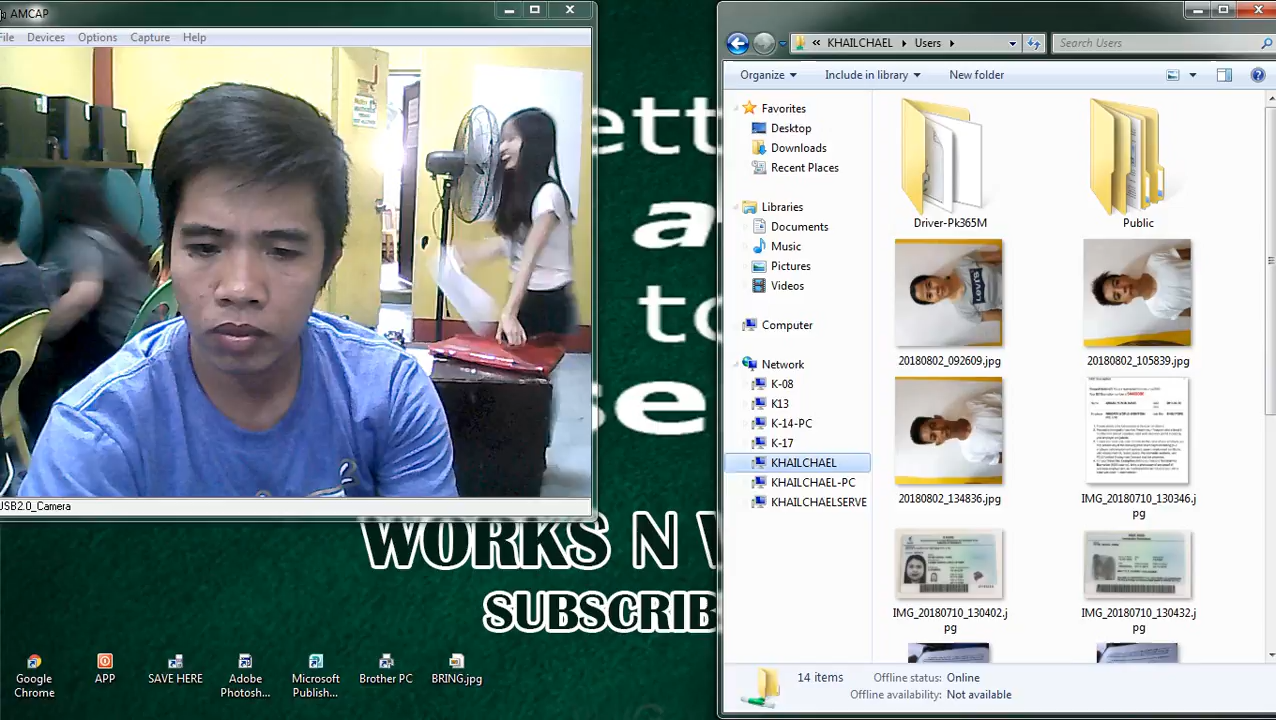 AMCAP
File Devices Options Capture Help
USB2.0_Camera
ett
a
to
se
WORKS N
SUBSCRIB
Google Chrome
APP
SAVE HERE
Adobe Photosh...
Microsoft Publish...
Brother PC
BRING.jpg
« KHAILCHAEL Users
Search Users
Organize Include in library New folder
Favorites
Desktop
Downloads
Recent Places
Libraries
Documents
Music
Pictures
Videos
Computer
Network
K-08
K13
K-14-PC
K-17
KHAILCHAEL
KHAILCHAEL-PC
KHAILCHAELSERVE
Driver-Pk365M
Public
20180802_092609.jpg
20180802_105839.jpg
20180802_134836.jpg
IMG_20180710_130346.j
pg
IMG_20180710_130402.j
pg
IMG_20180710_130432.j
pg
14 items
Offline status: Online
Offline availability: Not available